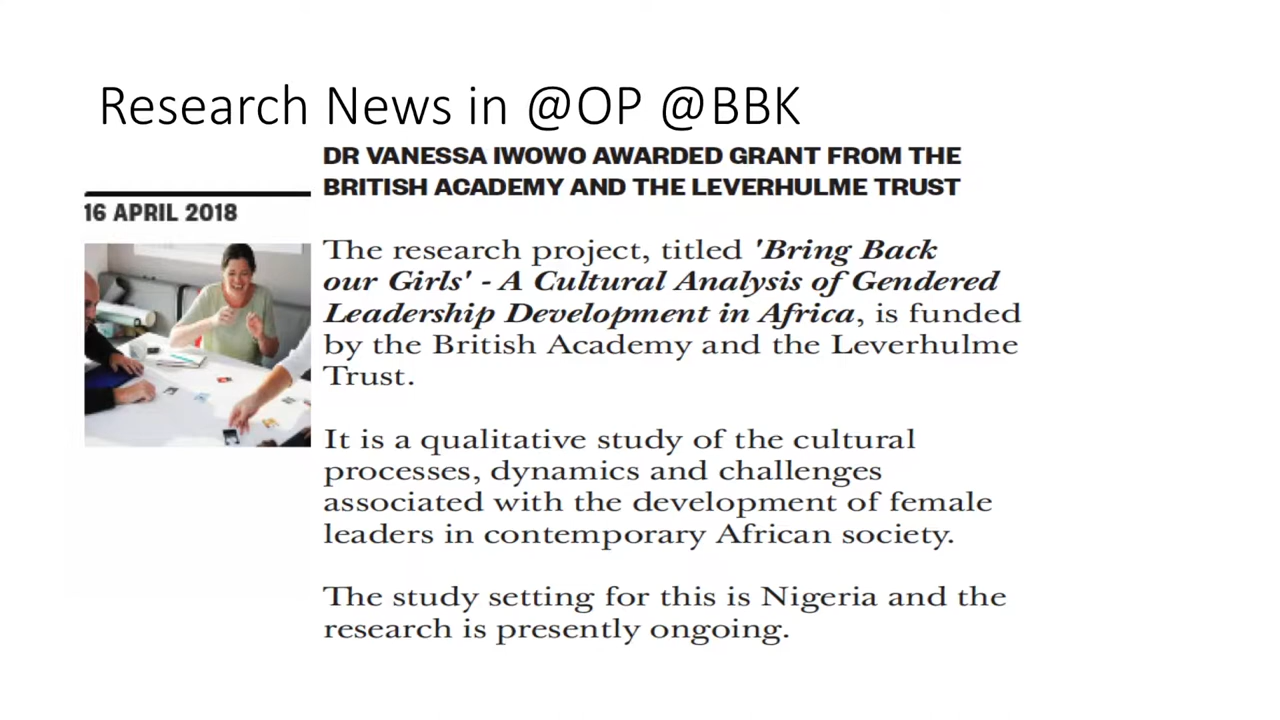 Research News in @OP @BBK
DR VANESSA IWOWO AWARDED GRANT FROM THE
BRITISH ACADEMY AND THE LEVERHULME TRUST
16 APRIL 2018
The research project, titled 'Bring Back
our Girls' - A Cultural Analysis of Gendered
Leadership Development in Africa, is funded
by the British Academy and the Leverhulme
Trust.
It is a qualitative study of the cultural
processes, dynamics and challenges
associated with the development of female
leaders in contemporary African society.
The study setting for this is Nigeria and the
research is presently ongoing.